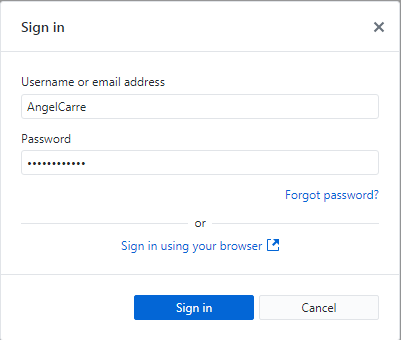 Sign in
Username or email address
AngelCarre
Password
••••••••••••
Forgot password?
or
Sign in using your browser
Sign in Cancel